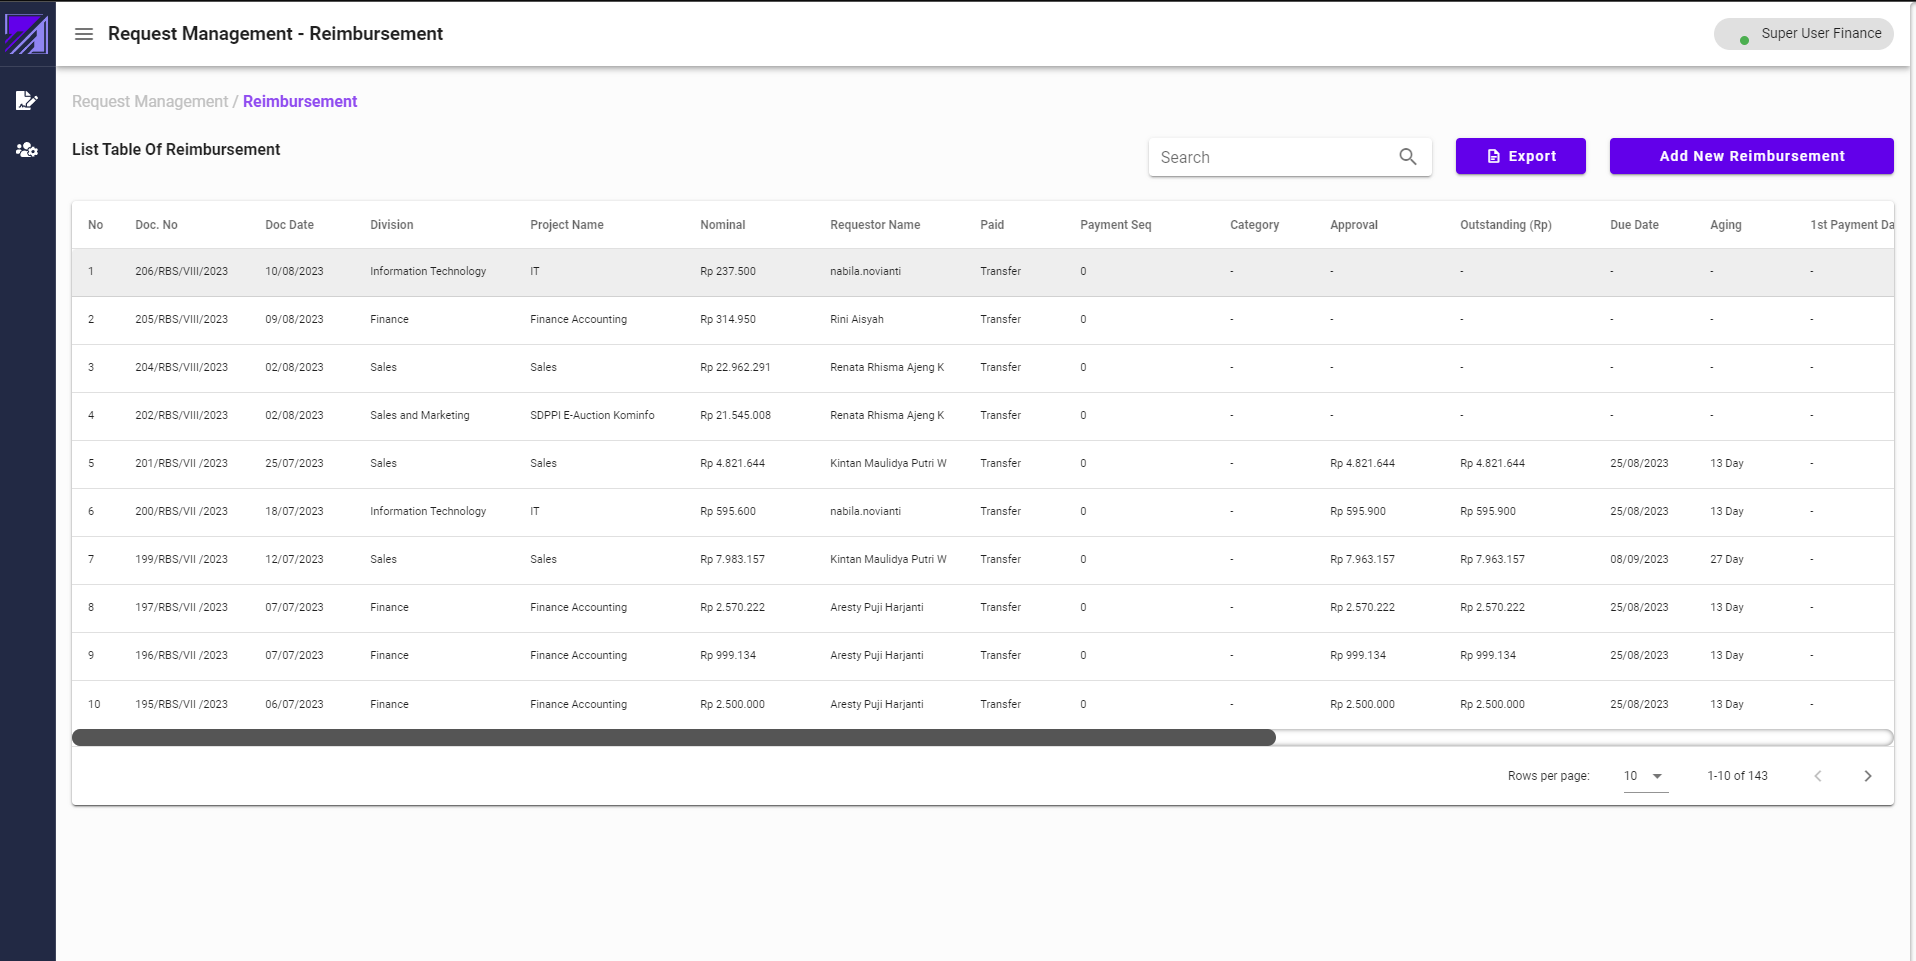 Request Management - Reimbursement
Super User Finance
Request Management / Reimbursement
List Table Of Reimbursement
Search
Export
Add New Reimbursement
No Doc. No Doc Date Division Project Name Nominal Requestor Name Paid Payment Seq Category Approval Outstanding (Rp) Due Date Aging 1st Payment Da
1 206/RBS/VIII/2023 10/08/2023 Information Technology IT Rp 237.500 nabila.novianti Transfer 0 - - - - - -
2 205/RBS/VIII/2023 09/08/2023 Finance Finance Accounting Rp 314.950 Rini Aisyah Transfer 0 - - - - - -
3 204/RBS/VIII/2023 02/08/2023 Sales Sales Rp 22.962.291 Renata Rhisma Ajeng K Transfer 0 - - - - - -
4 202/RBS/VIII/2023 02/08/2023 Sales and Marketing SDPPI E-Auction Kominfo Rp 21.545.008 Renata Rhisma Ajeng K Transfer 0 - - - - - -
5 201/RBS/VII /2023 25/07/2023 Sales Sales Rp 4.821.644 Kintan Maulidya Putri W Transfer 0 - Rp 4.821.644 Rp 4.821.644 25/08/2023 13 Day -
6 200/RBS/VII /2023 18/07/2023 Information Technology IT Rp 595.600 nabila.novianti Transfer 0 - Rp 595.900 Rp 595.900 25/08/2023 13 Day -
7 199/RBS/VII /2023 12/07/2023 Sales Sales Rp 7.983.157 Kintan Maulidya Putri W Transfer 0 - Rp 7.963.157 Rp 7.963.157 08/09/2023 27 Day -
8 197/RBS/VII /2023 07/07/2023 Finance Finance Accounting Rp 2.570.222 Aresty Puji Harjanti Transfer 0 - Rp 2.570.222 Rp 2.570.222 25/08/2023 13 Day -
9 196/RBS/VII /2023 07/07/2023 Finance Finance Accounting Rp 999.134 Aresty Puji Harjanti Transfer 0 - Rp 999.134 Rp 999.134 25/08/2023 13 Day -
10 195/RBS/VII /2023 06/07/2023 Finance Finance Accounting Rp 2.500.000 Aresty Puji Harjanti Transfer 0 - Rp 2.500.000 Rp 2.500.000 25/08/2023 13 Day -
Rows per page: 10 1-10 of 143